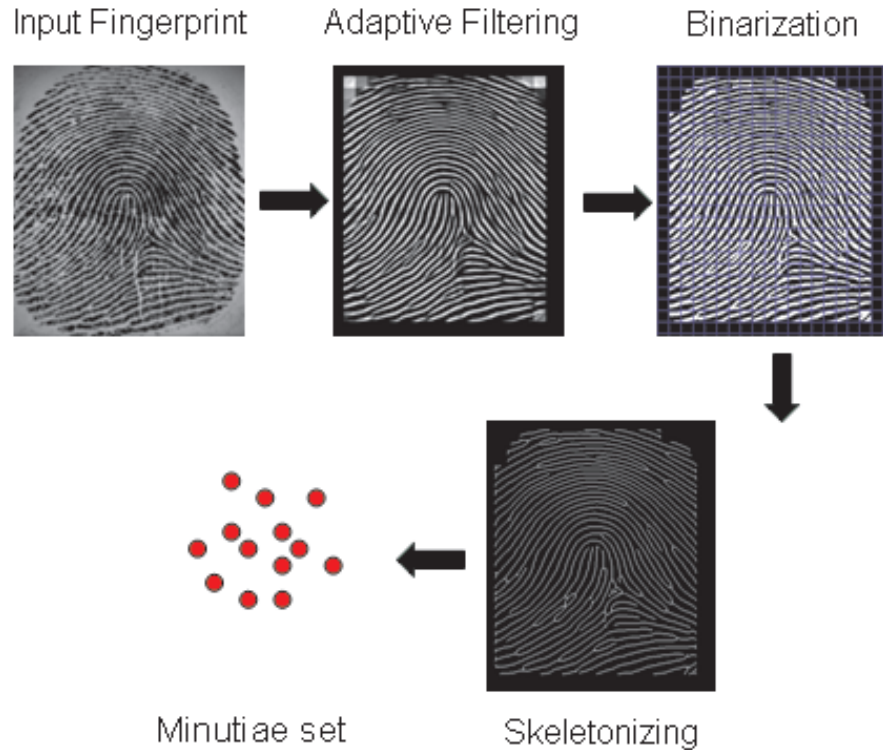 Input Fingerprint
Adaptive Filtering
Binarization
Minutiae set
Skeletonizing